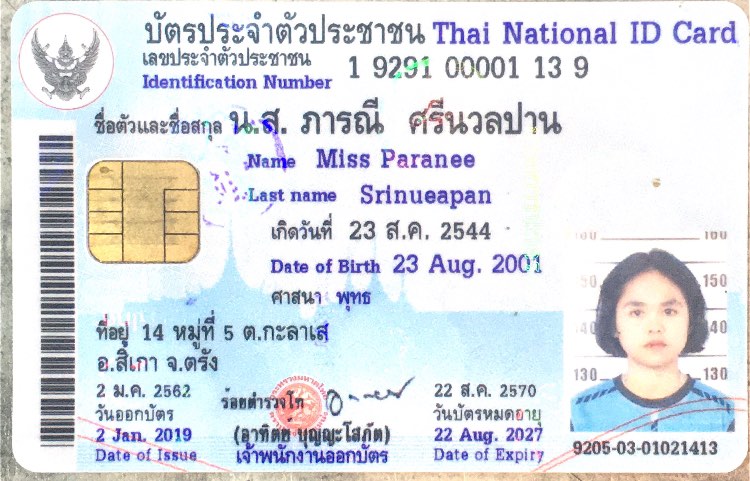 บัตรประจำตัวประชาชน Thai National ID Card
เลขประจำตัวประชาชน
Identification Number 1 9291 00001 13 9
ชื่อตัวและชื่อสกุล น.ส. ภารณี ศรีนวลปาน
Name Miss Paranee
Last name Srinueapan
เกิดวันที่ 23 ส.ค. 2544
Date of Birth 23 Aug. 2001
ศาสนา พุทธ
ที่อยู่ 14 หมู่ที่ 5 ต.กะลาเส
อ.สิเกา จ.ตรัง
2 ม.ค. 2562
วันออกบัตร
2 Jan. 2019
Date of Issue
ร้อยตำรวจโท
(อาทิตย์ บุญญะโสภัต)
เจ้าพนักงานออกบัตร
22 ส.ค. 2570
วันบัตรหมดอายุ
22 Aug. 2027
Date of Expiry
160
150 150
140 140
130 130
9205-03-01021413